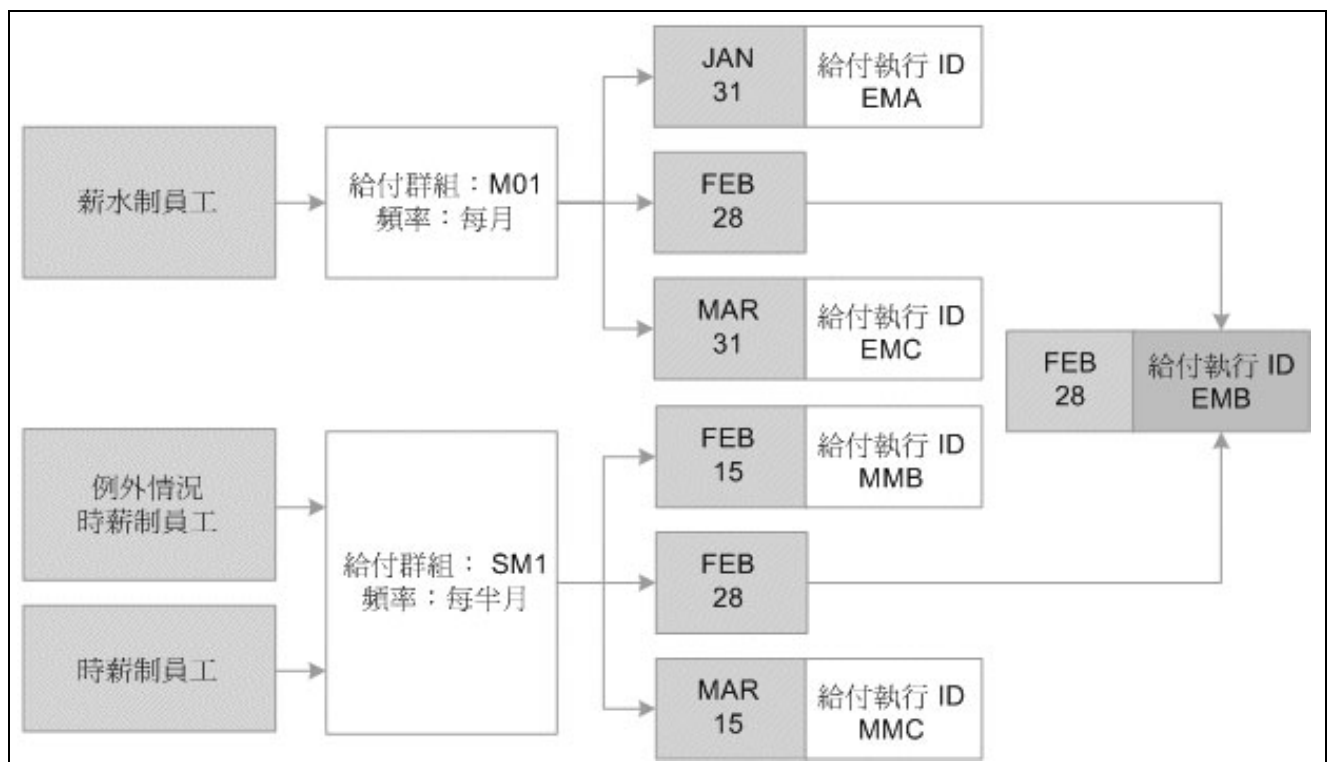 薪水制員工
給付群組：M01
頻率：每月
JAN
31
給付執行 ID
EMA
FEB
28
MAR
31
給付執行 ID
EMC
FEB
28
給付執行 ID
EMB
例外情況
時薪制員工
時薪制員工
給付群組： SM1
頻率：每半月
FEB
15
給付執行 ID
MMB
FEB
28
MAR
15
給付執行 ID
MMC